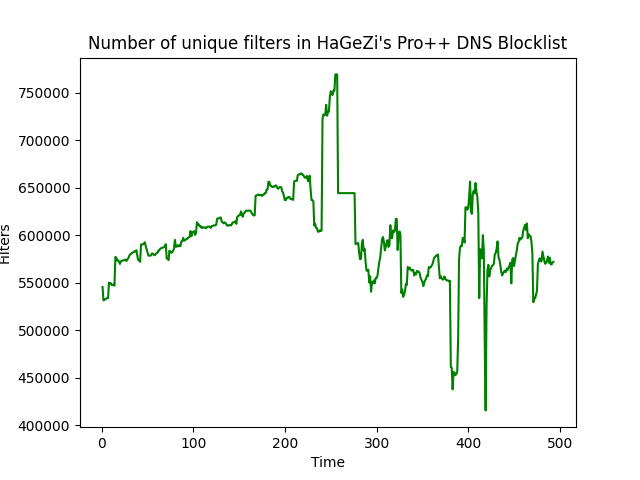 Number of unique filters in HaGeZi's Pro++ DNS Blocklist
750000
700000
650000
600000
550000
500000
450000
400000
Filters
0 100 200 300 400 500
Time